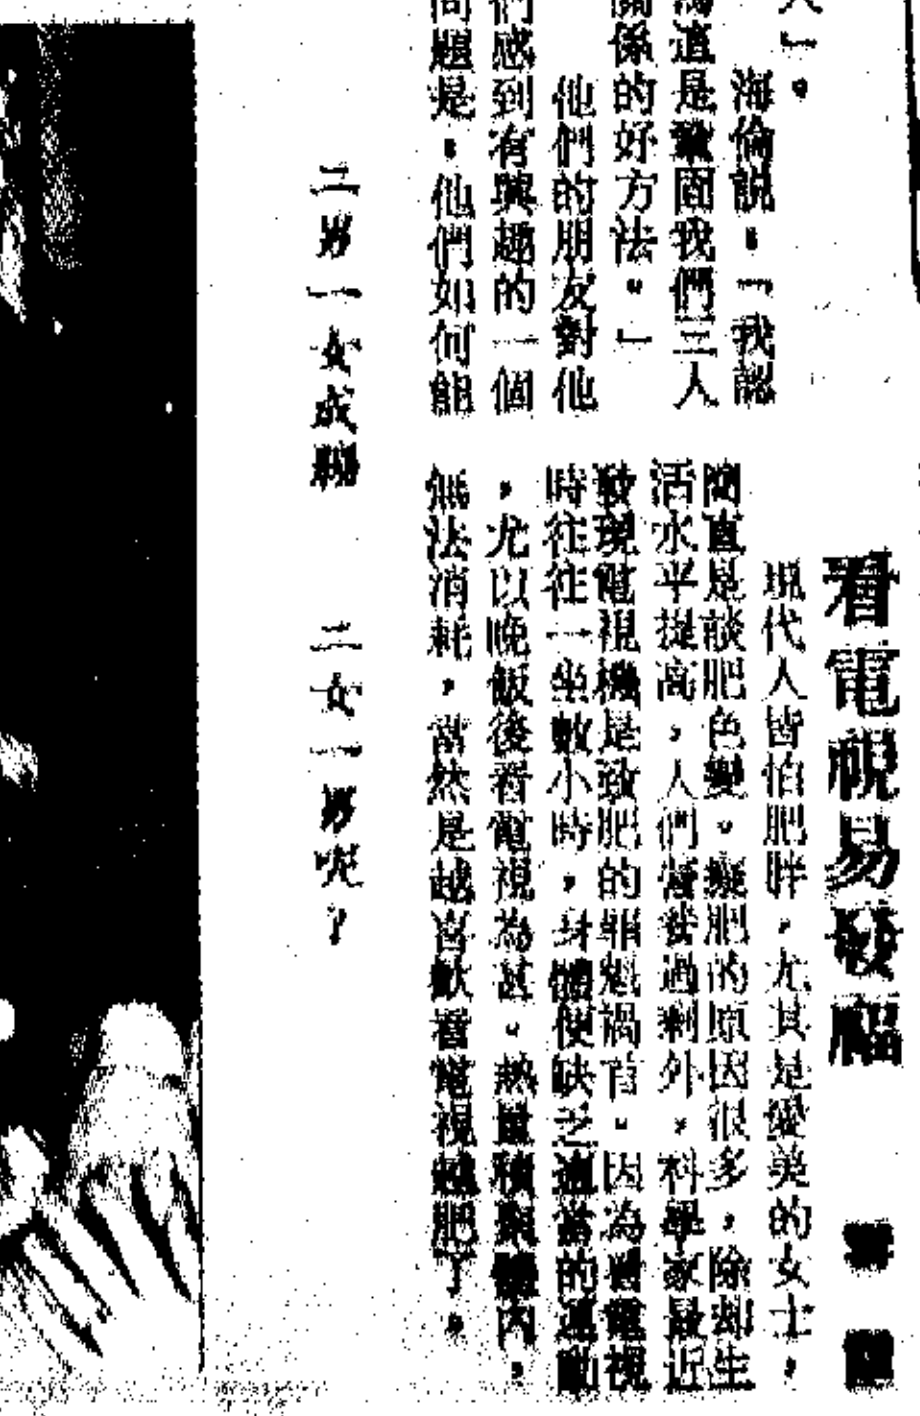 人」。
海倫說：「我認
為這是鞏固我們三人
關係的好方法。」
他們的朋友對他
們感到有興趣的一個
問題是：他們如何能
二男一女成婚 二女一男呢？
看電視易發福
現代人皆怕肥胖，尤其是愛美的女士，
簡直是談肥色變。癡肥的原因很多，除却生
活水平提高，人們營養過剩外，科學家最近
發現電視機是致肥的罪魁禍首。因為看電視
時往往一坐數小時，身體便缺乏適當的運動
，尤以晚飯後看電視為甚。熱量積聚體內，
無法消耗，當然是越喜歡看電視越肥了。